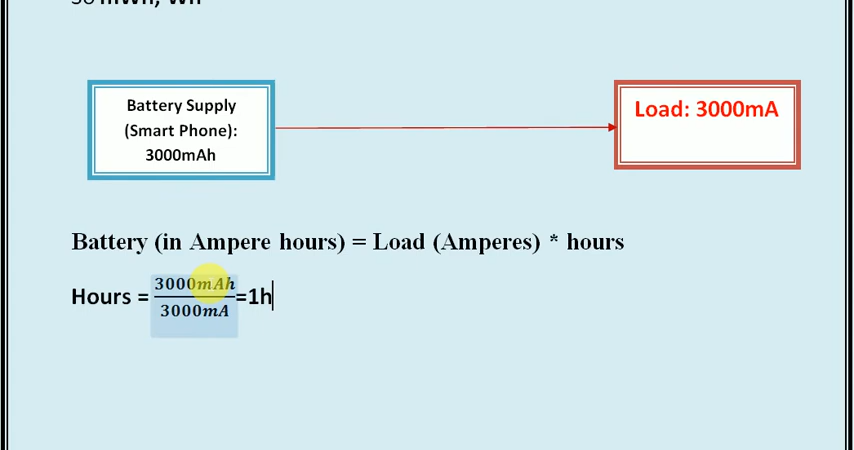 Battery Supply
(Smart Phone):
3000mAh
Load: 3000mA
Battery (in Ampere hours) = Load (Amperes) * hours
Hours = 3000mAh/3000mA =1h